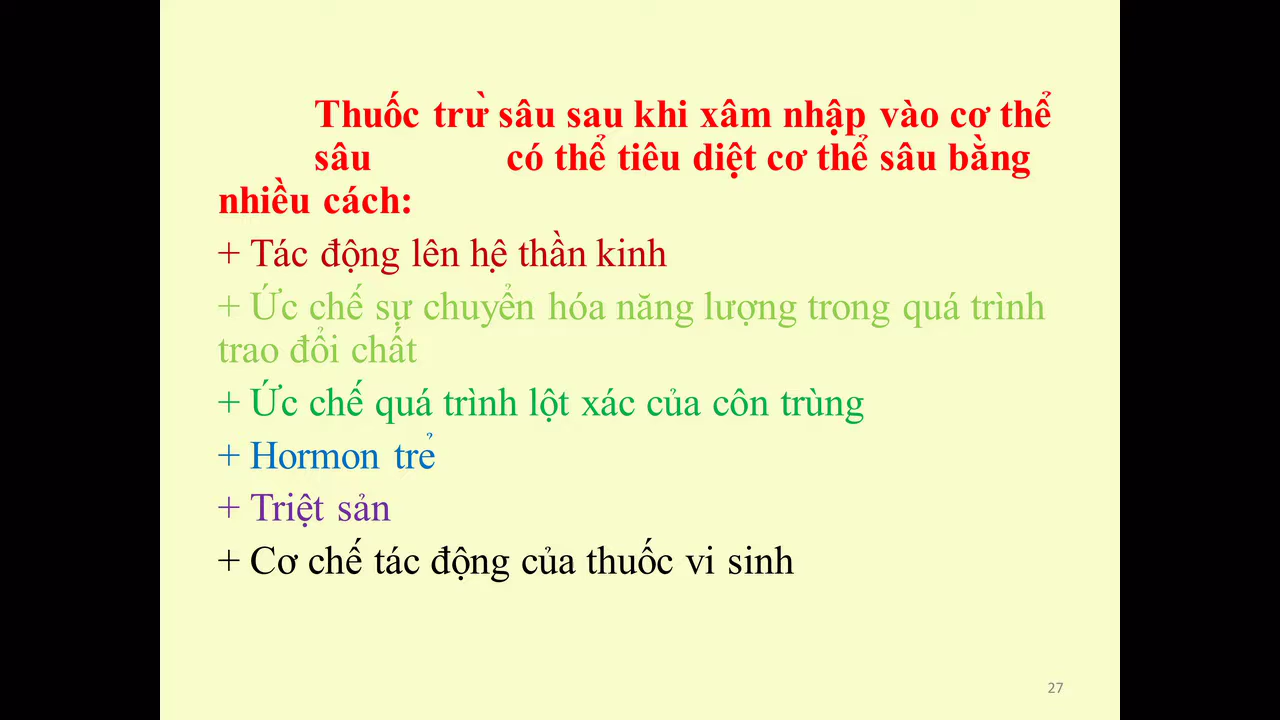 Thuốc trừ sâu sau khi xâm nhập vào cơ thể
sâu có thể tiêu diệt cơ thể sâu bằng
nhiều cách:
+ Tác động lên hệ thần kinh
+ Ức chế sự chuyển hóa năng lượng trong quá trình
trao đổi chất
+ Ức chế quá trình lột xác của côn trùng
+ Hormon trẻ
+ Triệt sản
+ Cơ chế tác động của thuốc vi sinh
27